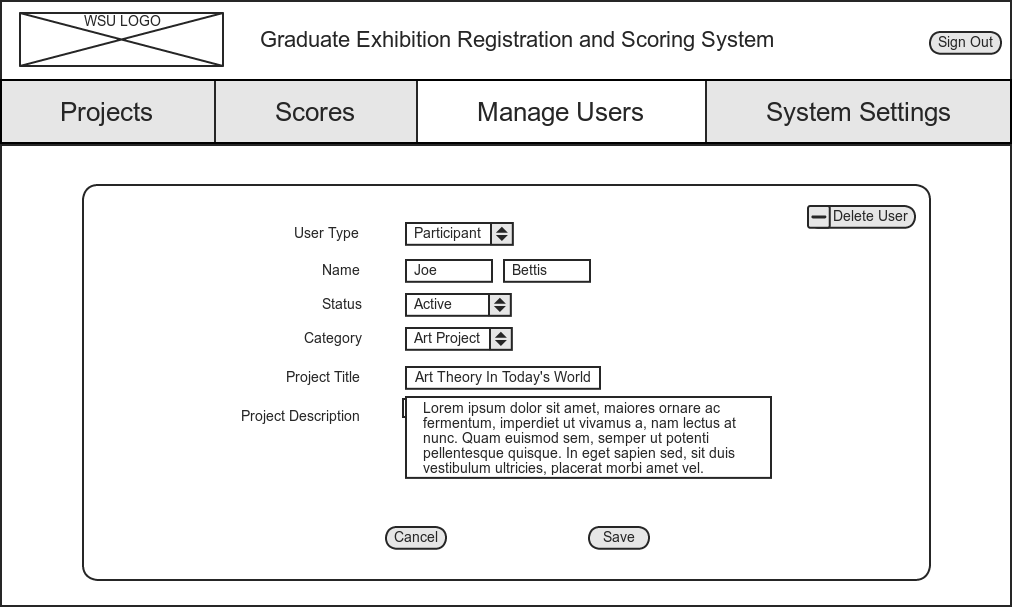 WSU LOGO
Graduate Exhibition Registration and Scoring System
Sign Out
Projects
Scores
Manage Users
System Settings
Delete User
User Type
Participant
Name
Joe
Bettis
Status
Active
Category
Art Project
Project Title
Art Theory In Today's World
Project Description
Lorem ipsum dolor sit amet, maiores ornare ac
fermentum, imperdiet ut vivamus a, nam lectus at
nunc. Quam euismod sem, semper ut potenti
pellentesque quisque. In eget sapien sed, sit duis
vestibulum ultricies, placerat morbi amet vel.
Cancel
Save